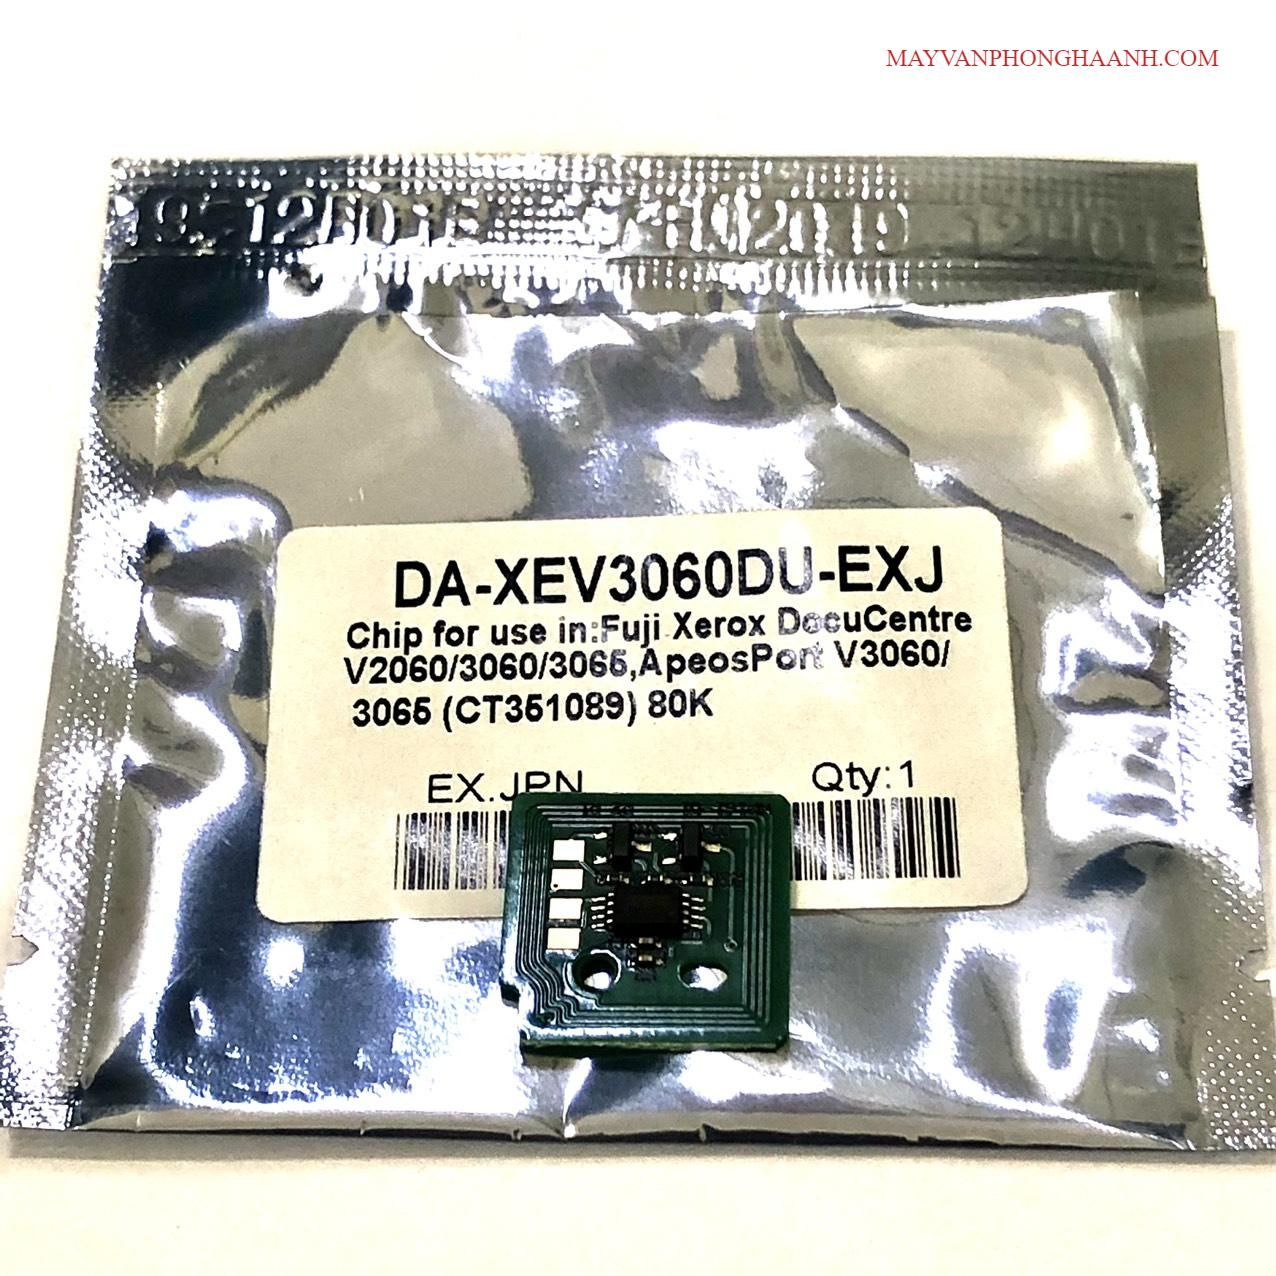 MAYVANPHONGHAANH.COM
DA-XEV3060DU-EXJ
Chip for use in:Fuji Xerox DocuCentre
V2060/3060/3065,ApeosPort V3060/
3065 (CT351089) 80K
EX.JPN
Qty:1